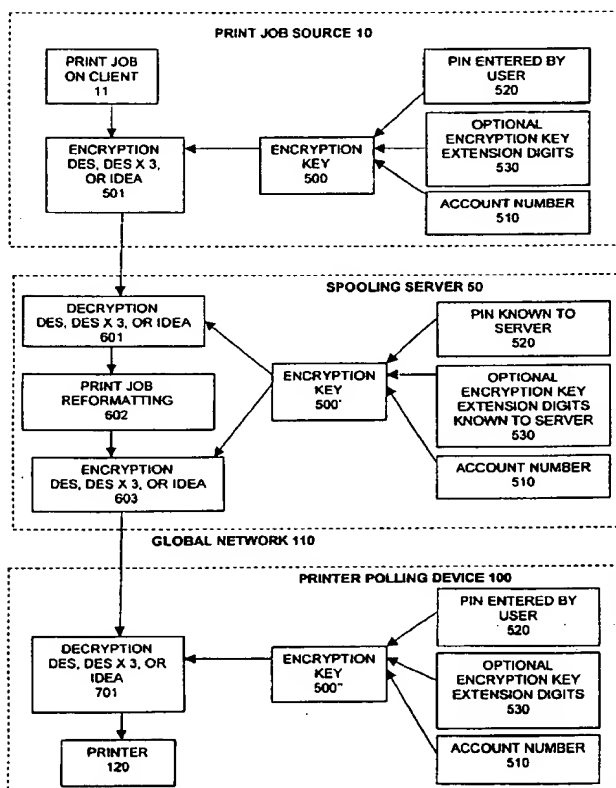 PRINT JOB SOURCE 10
PRINT JOB
ON CLIENT
11
PIN ENTERED BY
USER
520
ENCRYPTION
DES, DES X 3,
OR IDEA
501
ENCRYPTION
KEY
500
OPTIONAL
ENCRYPTION KEY
EXTENSION DIGITS
530
ACCOUNT NUMBER
510
SPOOLING SERVER 50
DECRYPTION
DES, DES X 3, OR IDEA
601
PIN KNOWN TO
SERVER
520
PRINT JOB
REFORMATTING
602
ENCRYPTION
KEY
500'
OPTIONAL
ENCRYPTION KEY
EXTENSION DIGITS
KNOWN TO SERVER
530
ENCRYPTION
DES, DES X 3, OR IDEA
603
ACCOUNT NUMBER
510
GLOBAL NETWORK 110
PRINTER POLLING DEVICE 100
PIN ENTERED BY
USER
520
DECRYPTION
DES, DES X 3, OR
IDEA
701
ENCRYPTION
KEY
500"
OPTIONAL
ENCRYPTION KEY
EXTENSION DIGITS
530
PRINTER
120
ACCOUNT NUMBER
510